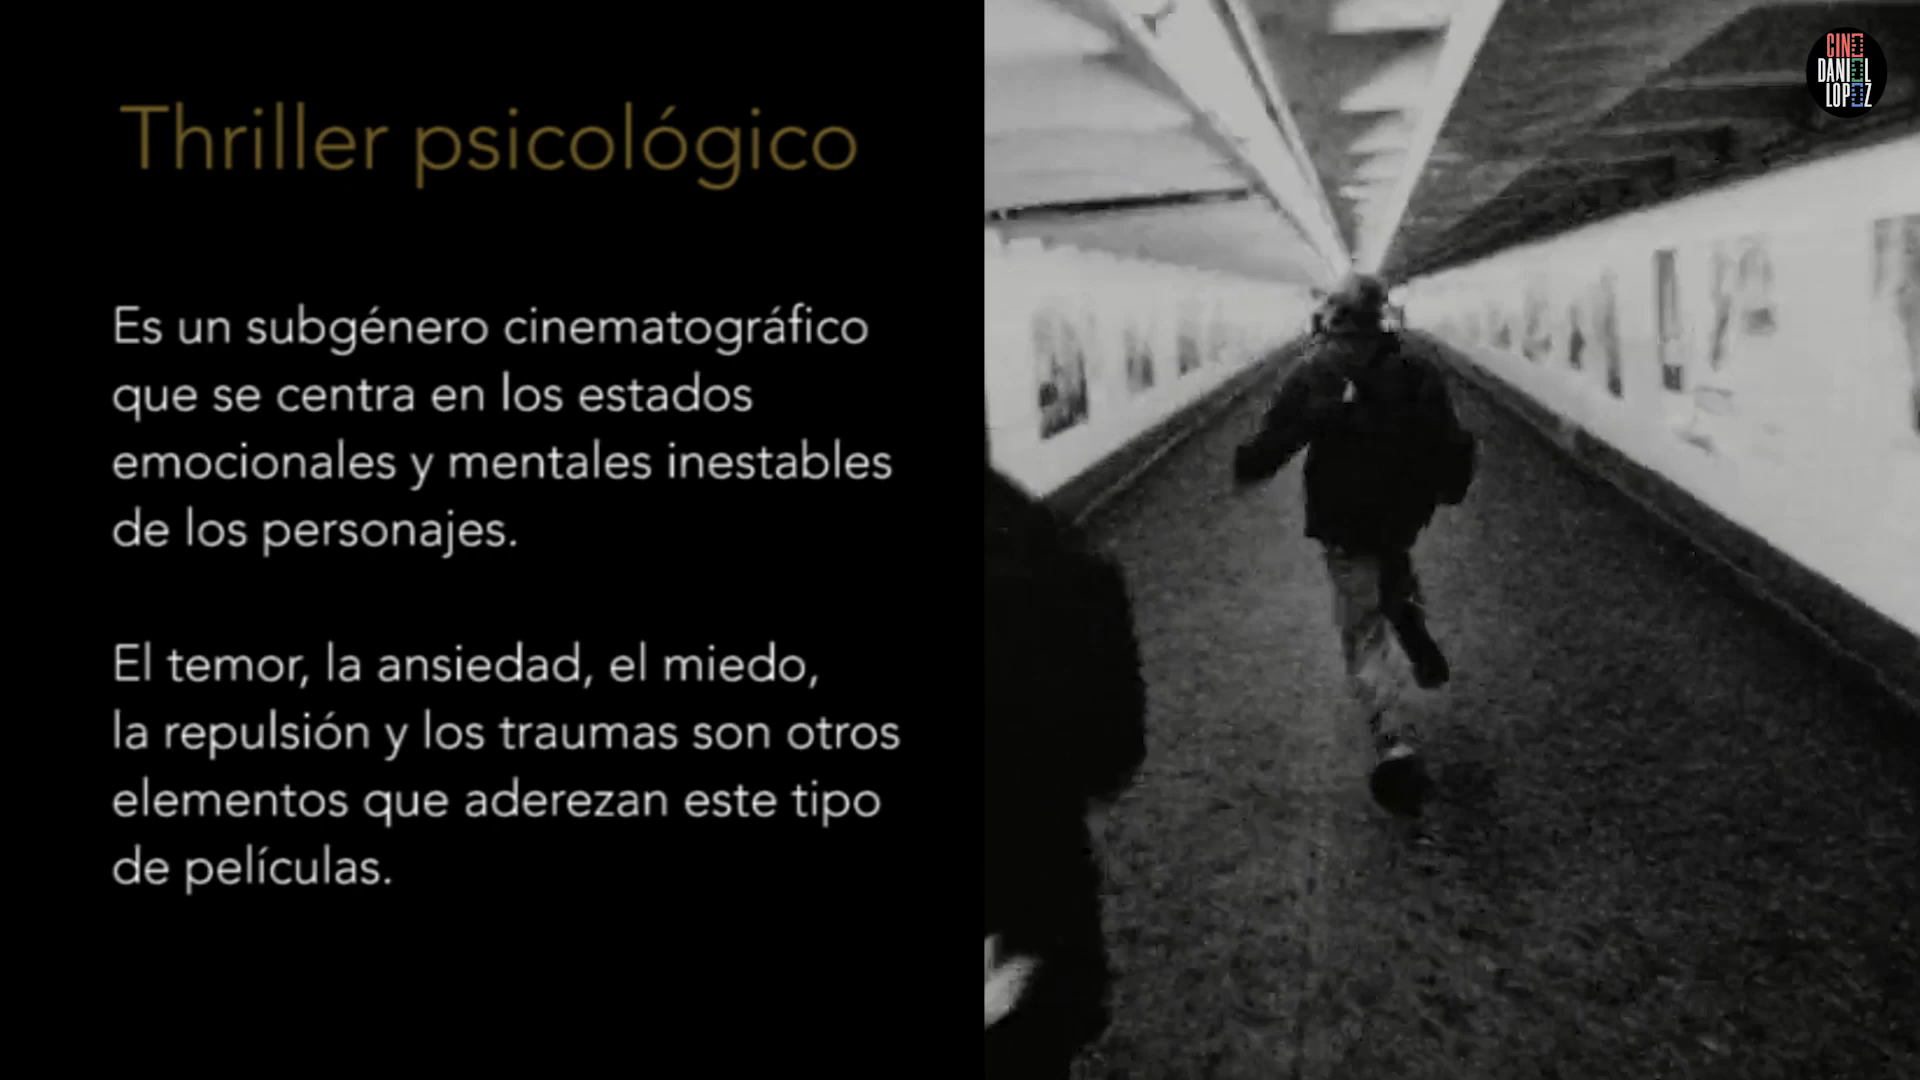 Thriller psicológico
Es un subgénero cinematográfico
que se centra en los estados
emocionales y mentales inestables
de los personajes.
El temor, la ansiedad, el miedo,
la repulsión y los traumas son otros
elementos que aderezan este tipo
de películas.
CINE
DANIEL
LOPEZ